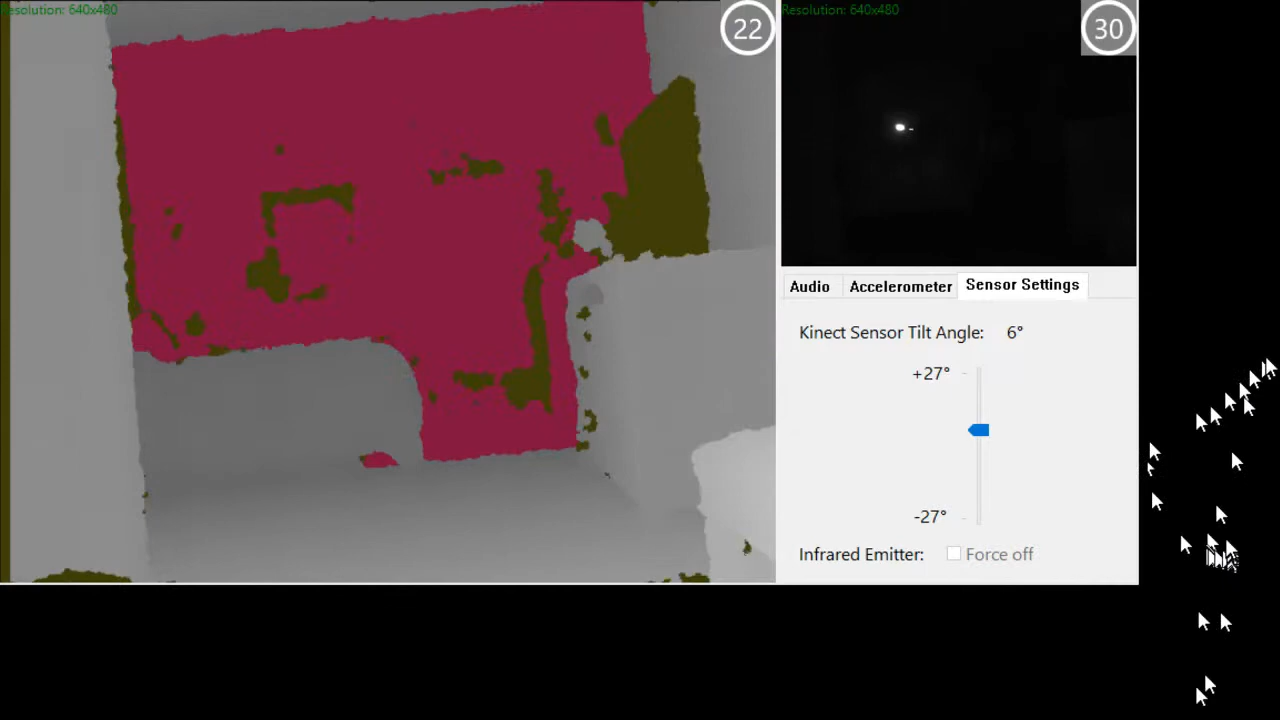 Resolution: 640x480
22
Resolution: 640x480
30
Audio
Accelerometer
Sensor Settings
Kinect Sensor Tilt Angle: 6°
+27°
-27°
Infrared Emitter: Force off